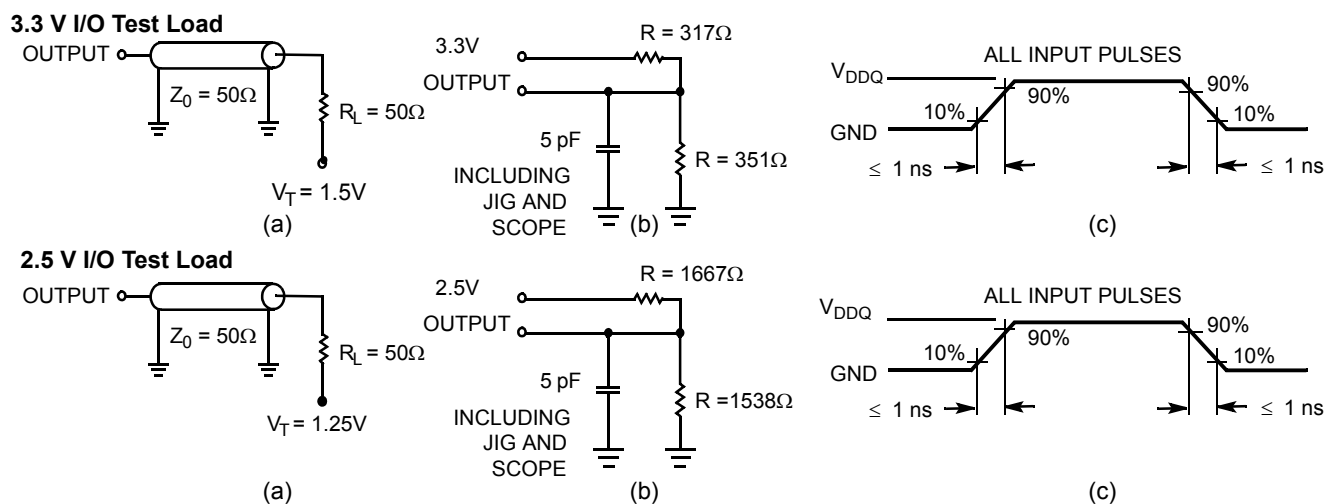 3.3 V I/O Test Load
OUTPUT
Z0 = 50Ω
RL = 50Ω
VT = 1.5V
(a)
3.3V
OUTPUT
R = 317Ω
5 pF
INCLUDING
JIG AND
SCOPE
R = 351Ω
(b)
ALL INPUT PULSES
VDDQ
GND
10%
90%
90%
10%
≤ 1 ns
≤ 1 ns
(c)
2.5 V I/O Test Load
OUTPUT
Z0 = 50Ω
RL = 50Ω
VT = 1.25V
(a)
2.5V
OUTPUT
R = 1667Ω
5 pF
INCLUDING
JIG AND
SCOPE
R =1538Ω
(b)
ALL INPUT PULSES
VDDQ
GND
10%
90%
90%
10%
≤ 1 ns
≤ 1 ns
(c)